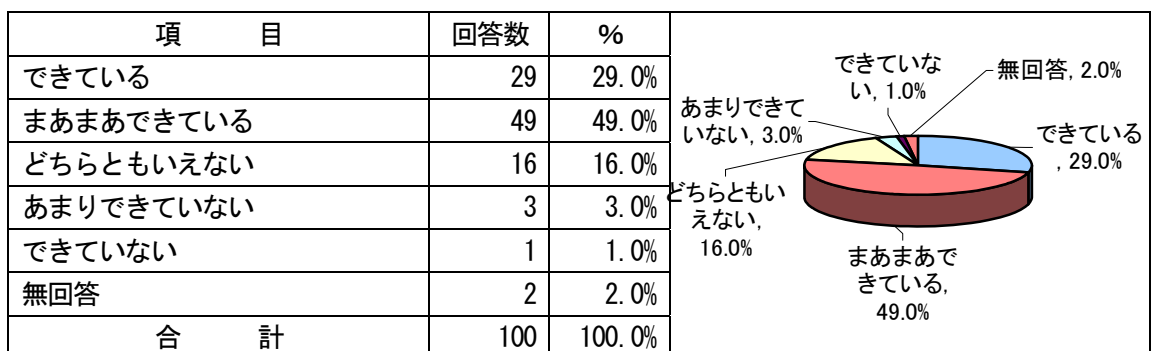 項 目 回答数 %
できている 29 29.0%
まあまあできている 49 49.0%
どちらともいえない 16 16.0%
あまりできていない 3 3.0%
できていない 1 1.0%
無回答 2 2.0%
合 計 100 100.0%
できていな
い, 1.0%
無回答, 2.0%
あまりできて
いない, 3.0%
できている
, 29.0%
どちらともい
えない,
16.0%
まあまあで
きている,
49.0%